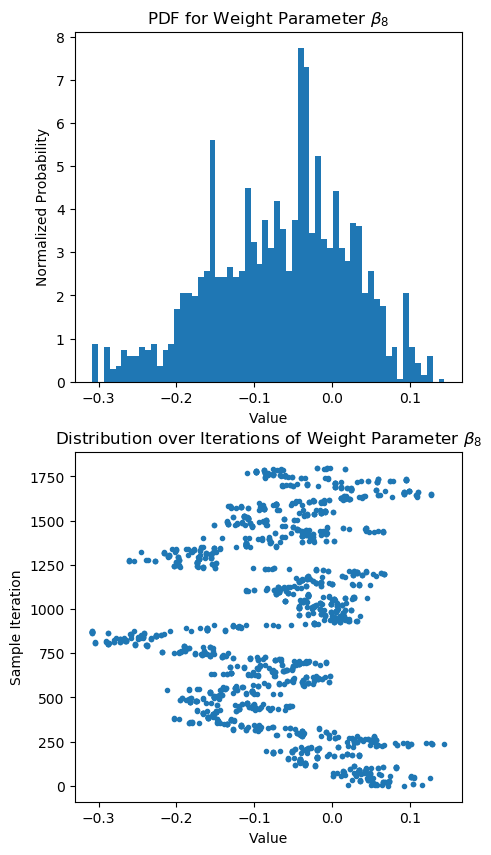 PDF for Weight Parameter β₈
8
7
6
5
4
3
2
1
0
Normalized Probability
−0.3 −0.2 −0.1 0.0 0.1
Value
Distribution over Iterations of Weight Parameter β₈
1750
1500
1250
1000
750
500
250
0
Sample Iteration
−0.3 −0.2 −0.1 0.0 0.1
Value